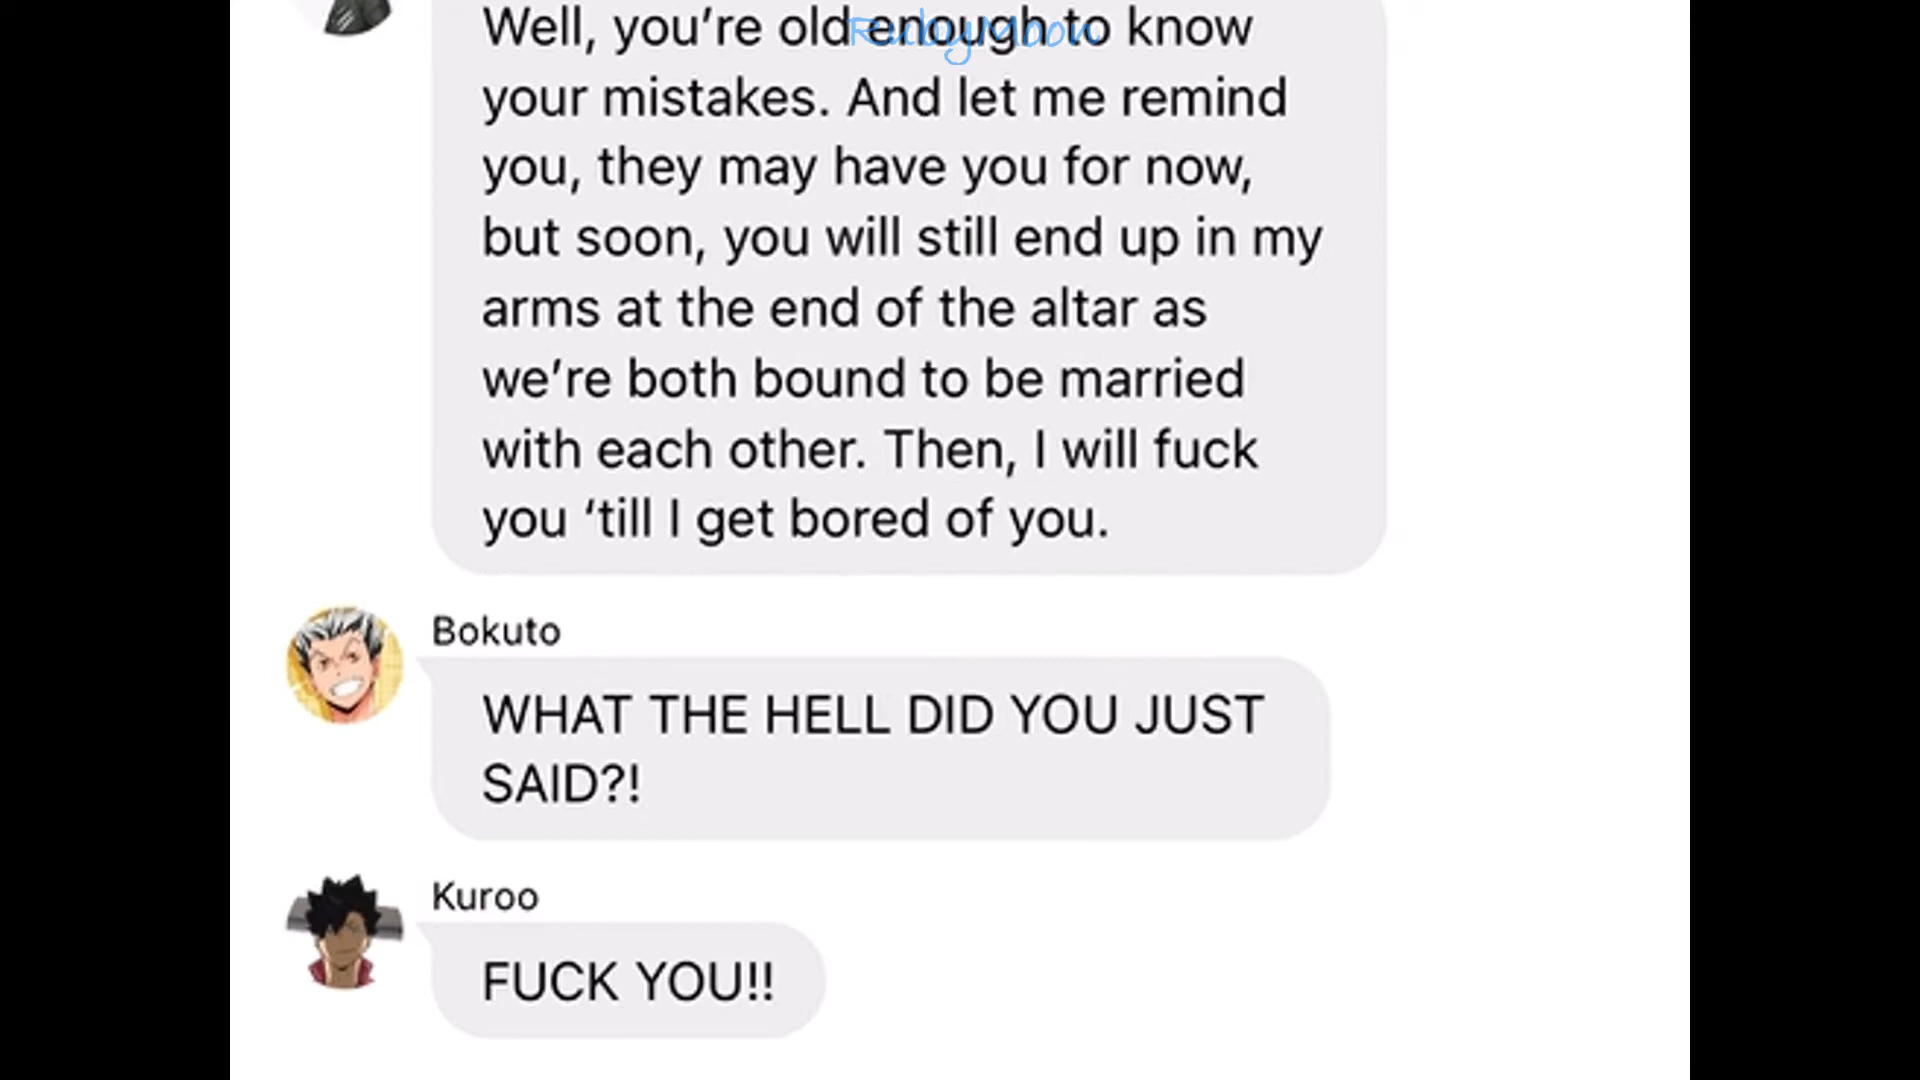 RubyMoon
Well, you’re old enough to know
your mistakes. And let me remind
you, they may have you for now,
but soon, you will still end up in my
arms at the end of the altar as
we’re both bound to be married
with each other. Then, I will fuck
you ‘till I get bored of you.
Bokuto
WHAT THE HELL DID YOU JUST
SAID?!
Kuroo
FUCK YOU!!